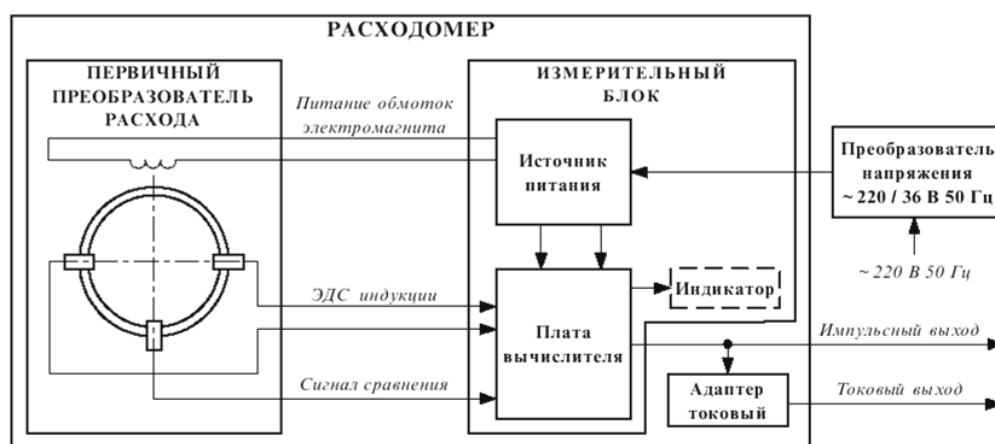 РАСХОДОМЕР
ПЕРВИЧНЫЙ
ПРЕОБРАЗОВАТЕЛЬ
РАСХОДА
Питание обмоток
электромагнита
ИЗМЕРИТЕЛЬНЫЙ
БЛОК
Источник
питания
Преобразователь
напряжения
~ 220 / 36 В 50 Гц
~ 220 В 50 Гц
ЭДС индукции
Индикатор
Плата
вычислителя
Импульсный выход
Сигнал сравнения
Адаптер
токовый
Токовый выход